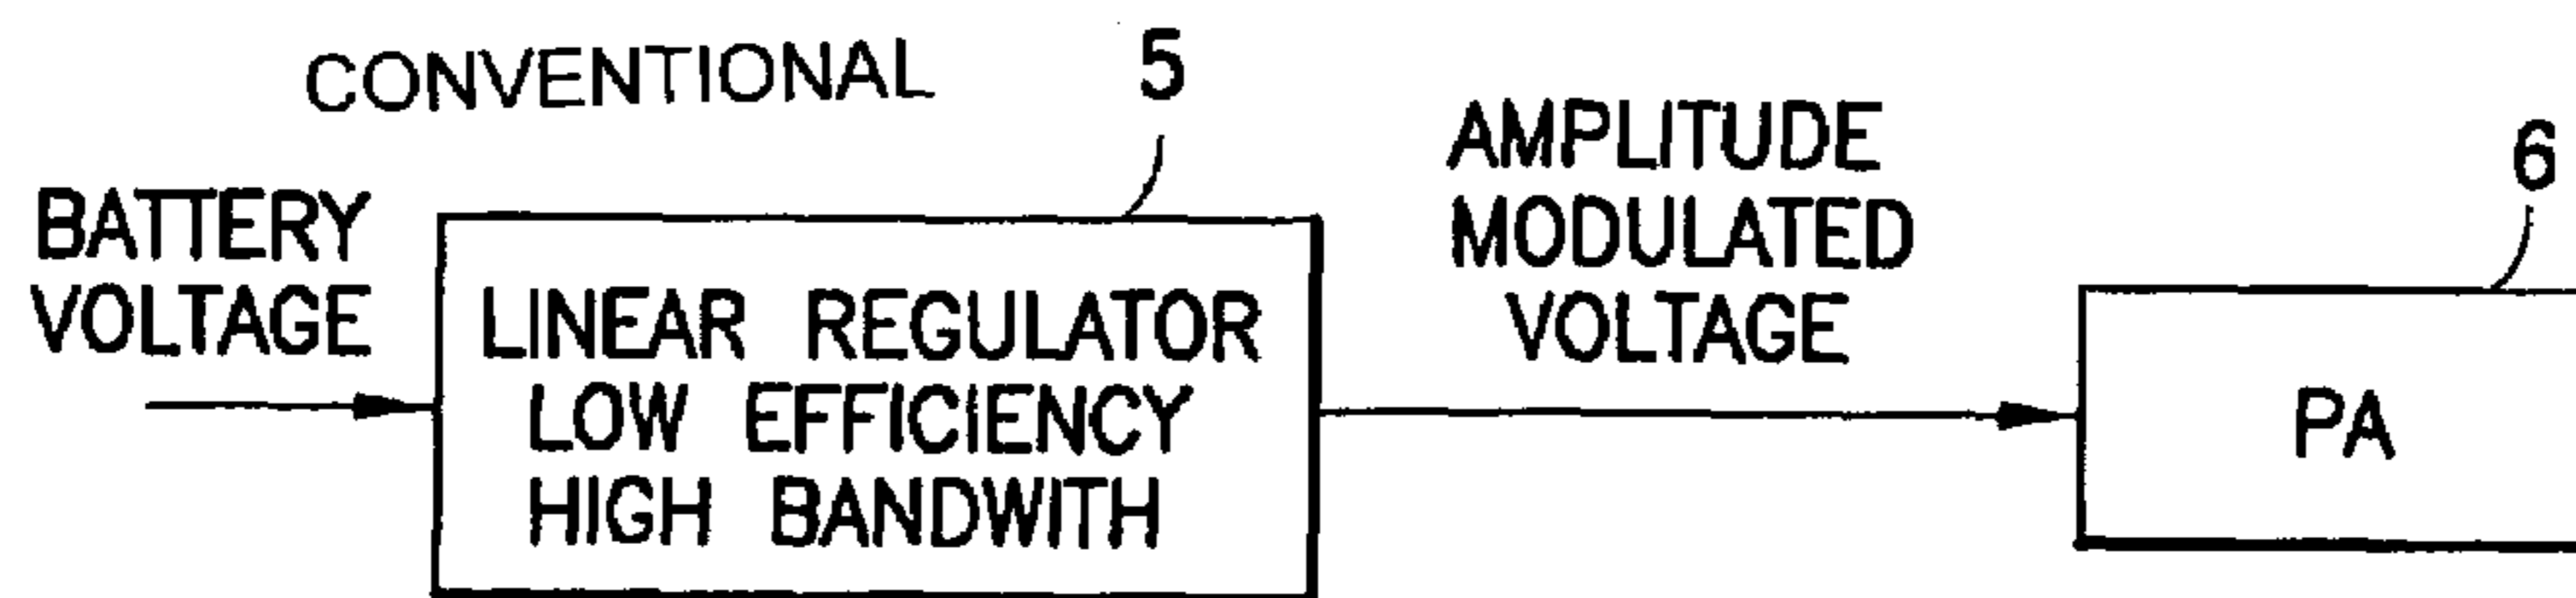 CONVENTIONAL
5
BATTERY
VOLTAGE
LINEAR REGULATOR
LOW EFFICIENCY
HIGH BANDWITH
AMPLITUDE
MODULATED
VOLTAGE
6
PA